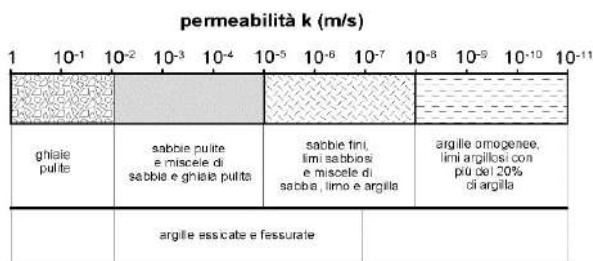 permeabilità k (m/s)
1 10-1 10-2 10-3 10-4 10-5 10-6 10-7 10-8 10-9 10-10 10-11
ghiaie
pulite
sabbie pulite
e miscele di
sabbia e ghiaia pulita
sabbie fini,
limi sabbiosi
e miscele di
sabbia, limo e argilla
argille omogenee,
limi argillosi con
più del 20%
di argilla
argille essicate e fessurate